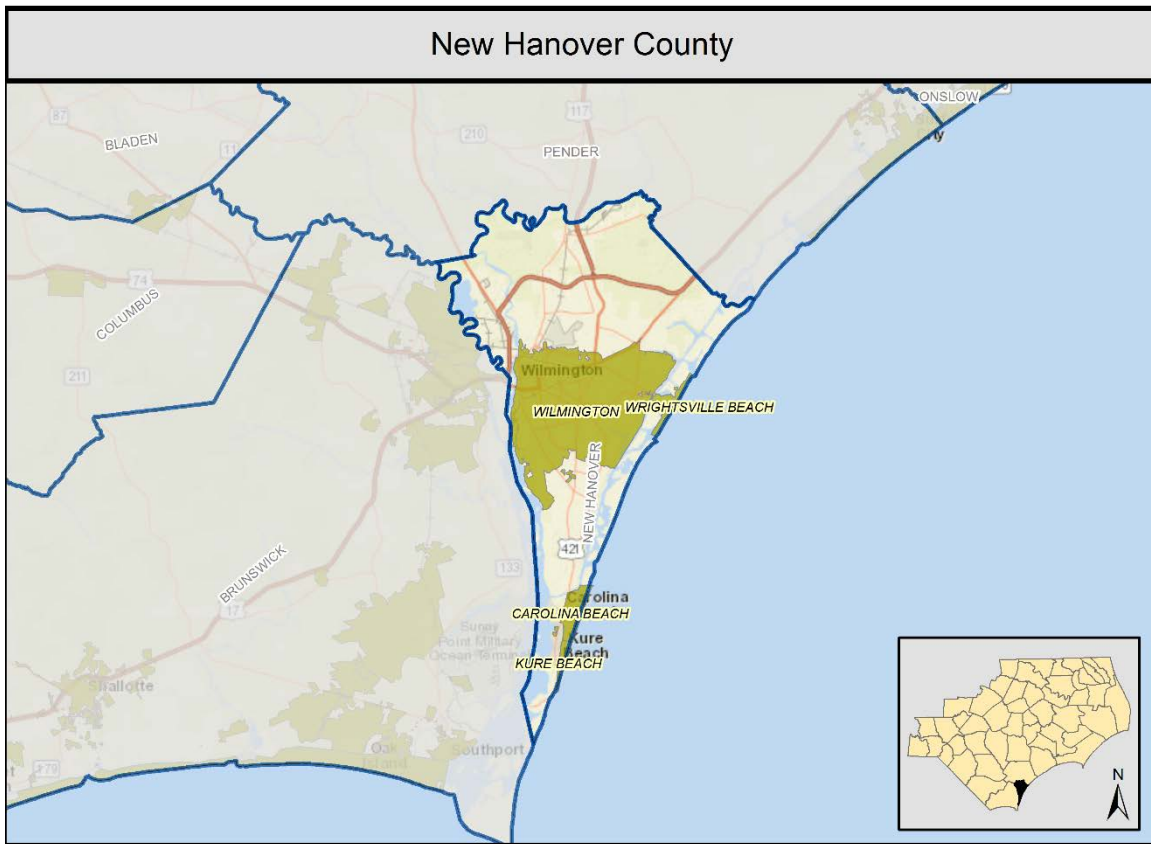 New Hanover County
ONSLOW
87
BLADEN
11
210
117
PENDER
74
COLUMBUS
211
Wilmington
WILMINGTON
WRIGHTSVILLE BEACH
NEW HANOVER
421
BRUNSWICK
133
17
Carolina
CAROLINA BEACH
Sunny
Point Military
Ocean Terminal
Kure
Beach
KURE BEACH
Shallotte
Oak
Island
Southport
179
N